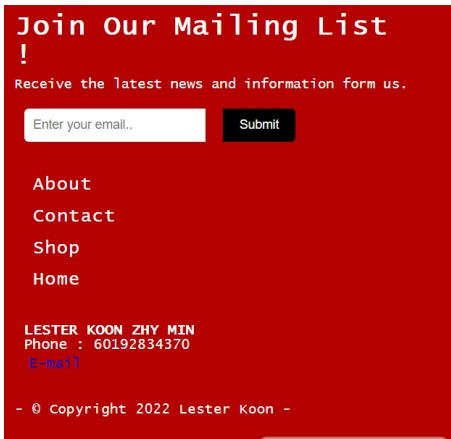 Join Our Mailing List
!
Receive the latest news and information form us.
Enter your email.. Submit
About
Contact
Shop
Home
LESTER KOON ZHY MIN
Phone : 60192834370
E-mail
- © Copyright 2022 Lester Koon -